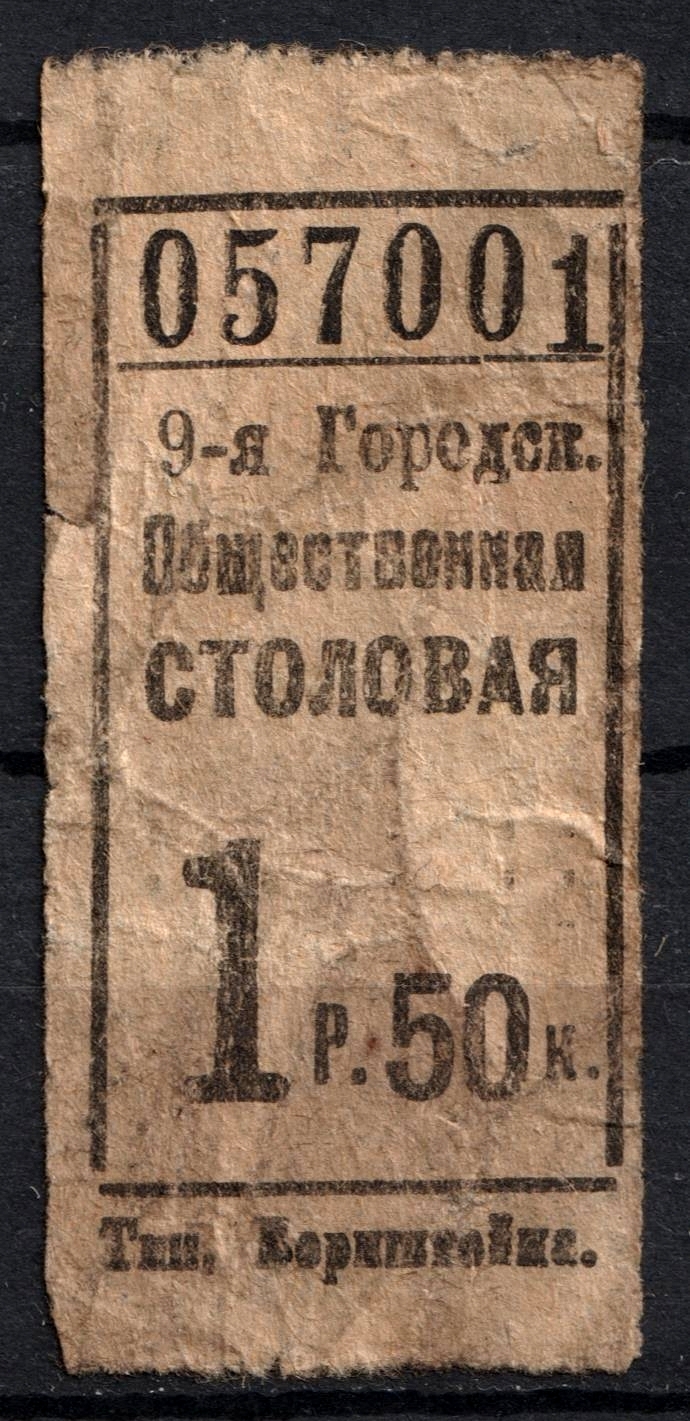 057001
9-я Городск.
Общественная
СТОЛОВАЯ
1 р. 50 к.
Тип.